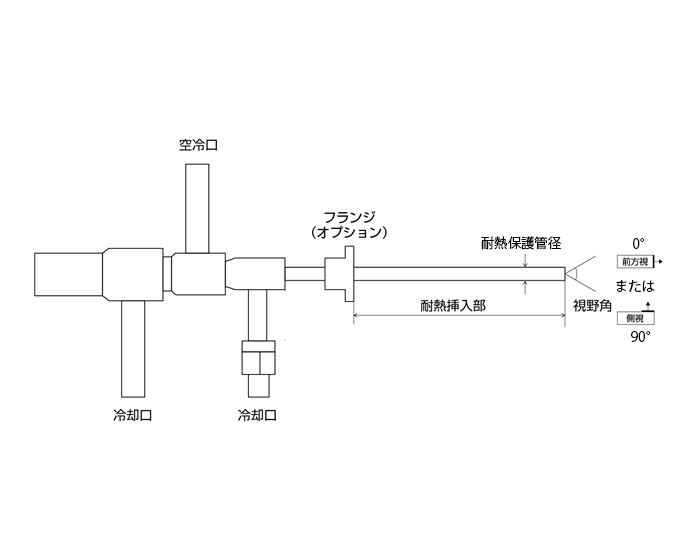 空冷口
フランジ
（オプション）
耐熱保護管径
0°
前方視
または
側視
90°
視野角
耐熱挿入部
冷却口
冷却口